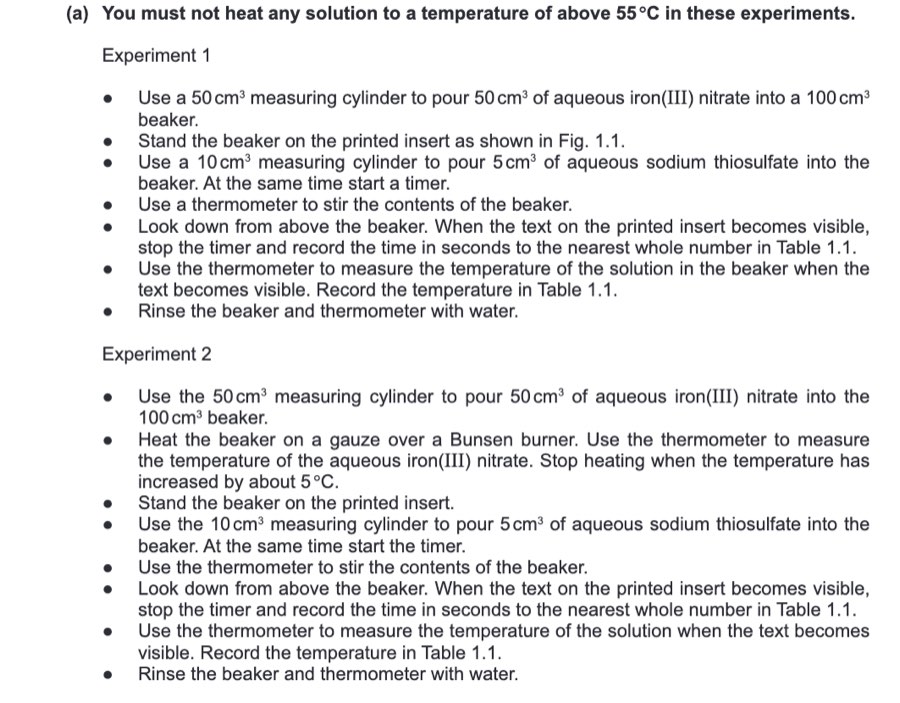 (a) You must not heat any solution to a temperature of above 55 °C in these experiments.
Experiment 1
• Use a 50 cm³ measuring cylinder to pour 50 cm³ of aqueous iron(III) nitrate into a 100 cm³
beaker.
• Stand the beaker on the printed insert as shown in Fig. 1.1.
• Use a 10 cm³ measuring cylinder to pour 5 cm³ of aqueous sodium thiosulfate into the
beaker. At the same time start a timer.
• Use a thermometer to stir the contents of the beaker.
• Look down from above the beaker. When the text on the printed insert becomes visible,
stop the timer and record the time in seconds to the nearest whole number in Table 1.1.
• Use the thermometer to measure the temperature of the solution in the beaker when the
text becomes visible. Record the temperature in Table 1.1.
• Rinse the beaker and thermometer with water.
Experiment 2
• Use the 50 cm³ measuring cylinder to pour 50 cm³ of aqueous iron(III) nitrate into the
100 cm³ beaker.
• Heat the beaker on a gauze over a Bunsen burner. Use the thermometer to measure
the temperature of the aqueous iron(III) nitrate. Stop heating when the temperature has
increased by about 5 °C.
• Stand the beaker on the printed insert.
• Use the 10 cm³ measuring cylinder to pour 5 cm³ of aqueous sodium thiosulfate into the
beaker. At the same time start the timer.
• Use the thermometer to stir the contents of the beaker.
• Look down from above the beaker. When the text on the printed insert becomes visible,
stop the timer and record the time in seconds to the nearest whole number in Table 1.1.
• Use the thermometer to measure the temperature of the solution when the text becomes
visible. Record the temperature in Table 1.1.
• Rinse the beaker and thermometer with water.